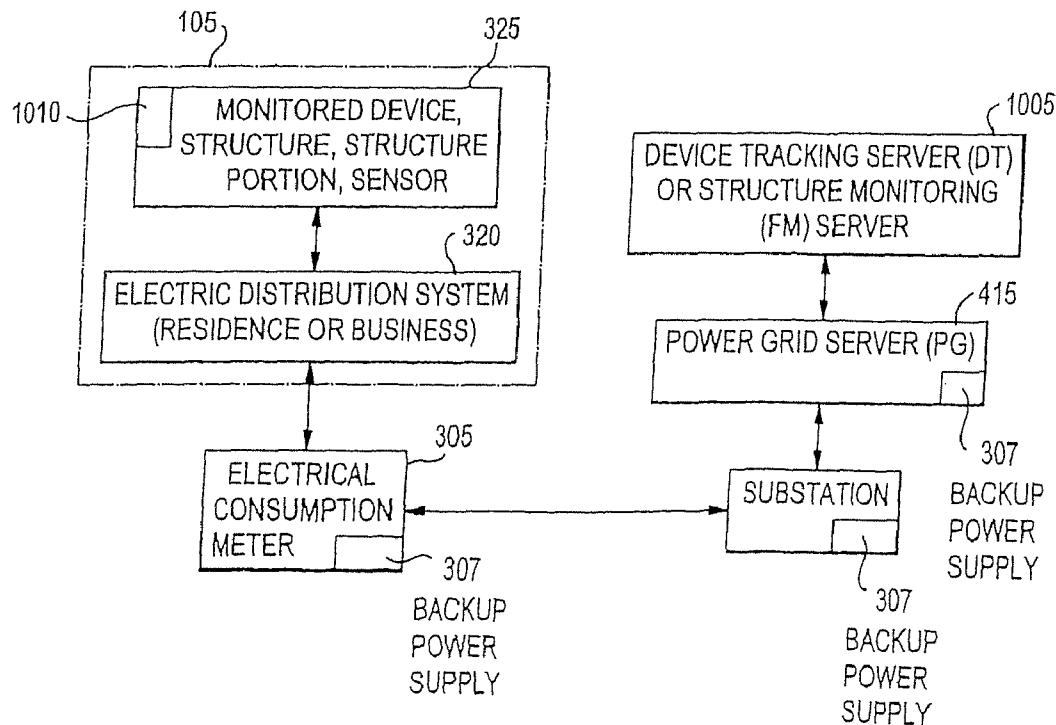 105
325
1010
MONITORED DEVICE,
STRUCTURE, STRUCTURE
PORTION, SENSOR
320
ELECTRIC DISTRIBUTION SYSTEM
(RESIDENCE OR BUSINESS)
305
ELECTRICAL
CONSUMPTION
METER
307
BACKUP
POWER
SUPPLY
1005
DEVICE TRACKING SERVER (DT)
OR STRUCTURE MONITORING
(FM) SERVER
415
POWER GRID SERVER (PG)
307
BACKUP
POWER
SUPPLY
SUBSTATION
307
BACKUP
POWER
SUPPLY